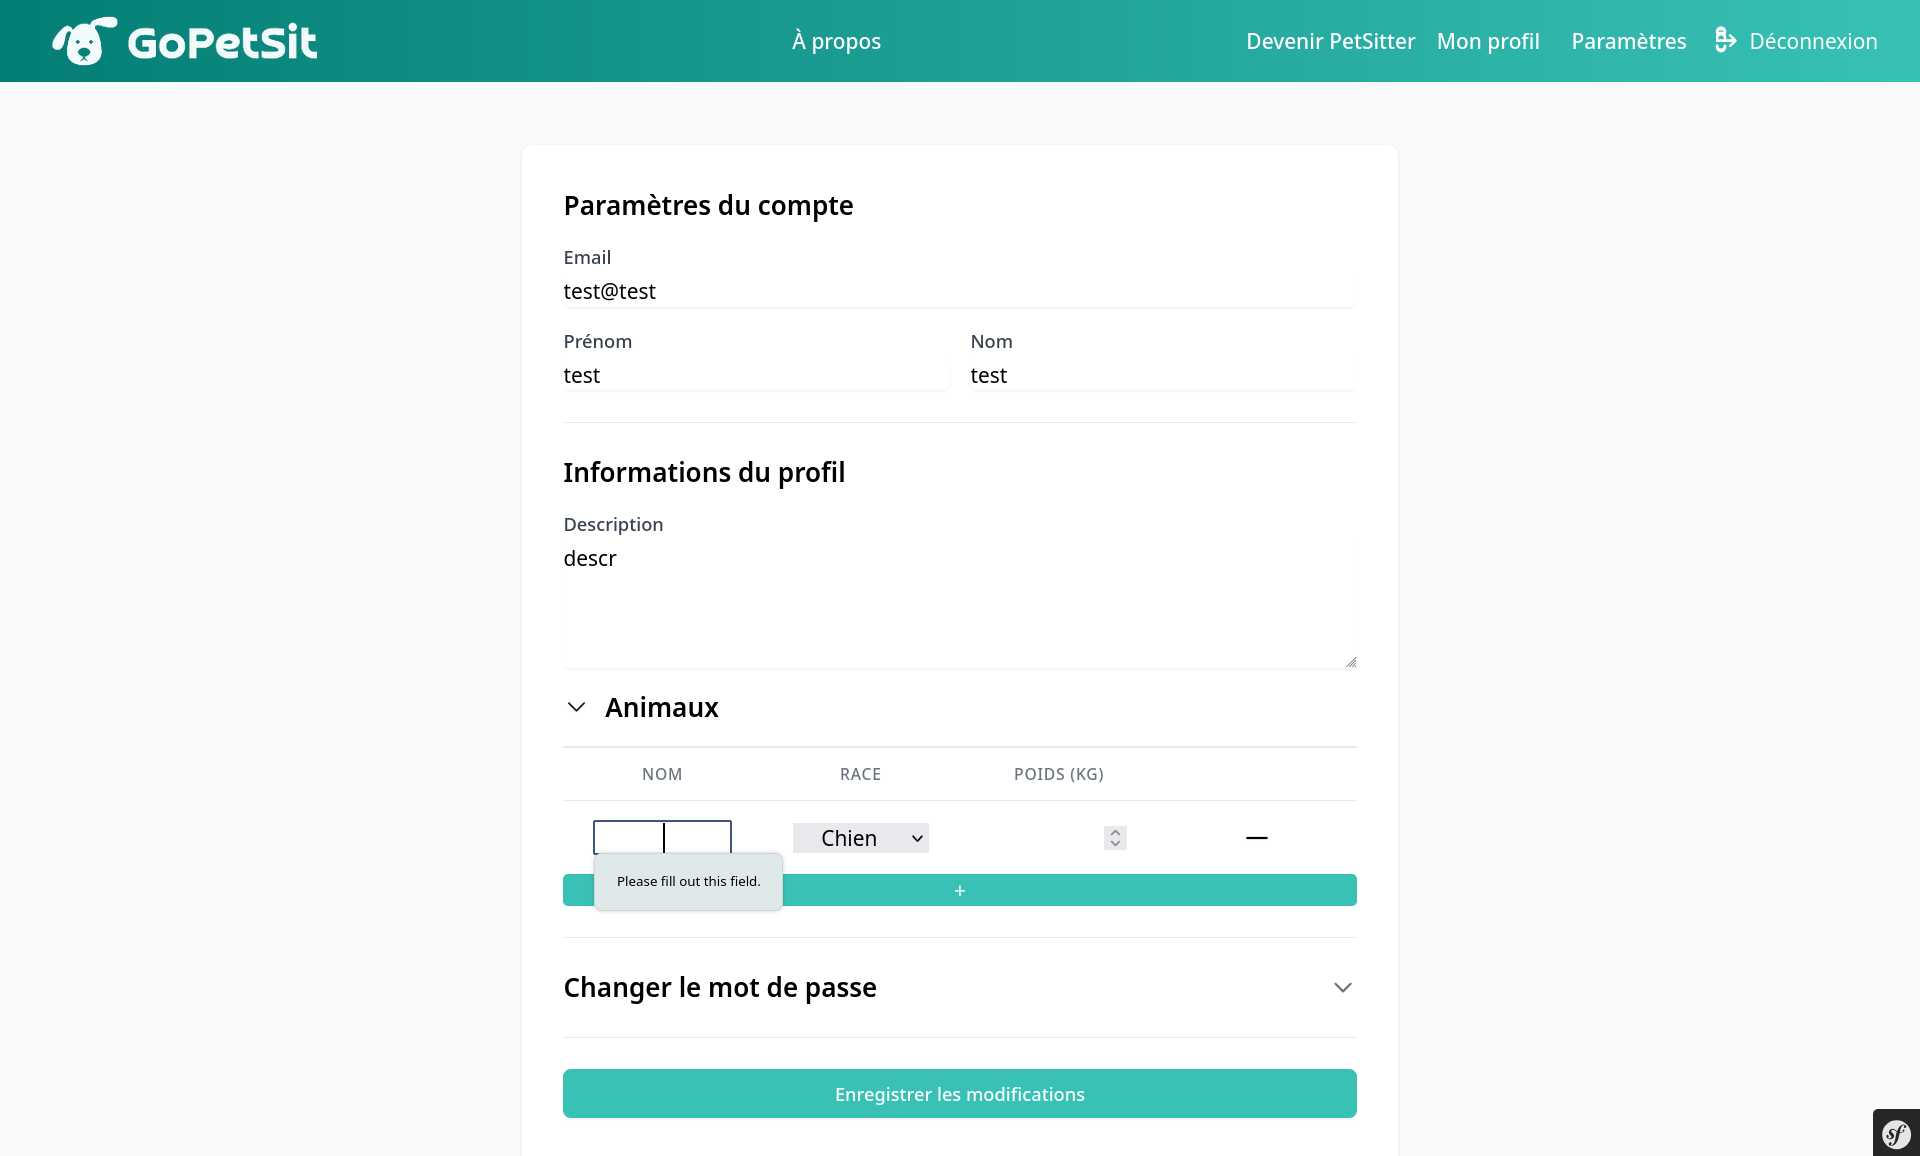 GoPetSit
À propos
Devenir PetSitter
Mon profil
Paramètres
Déconnexion
Paramètres du compte
Email
test@test
Prénom
Nom
test
test
Informations du profil
Description
descr
Animaux
NOM
RACE
POIDS (KG)
Chien
Please fill out this field.
+
Changer le mot de passe
Enregistrer les modifications
sf